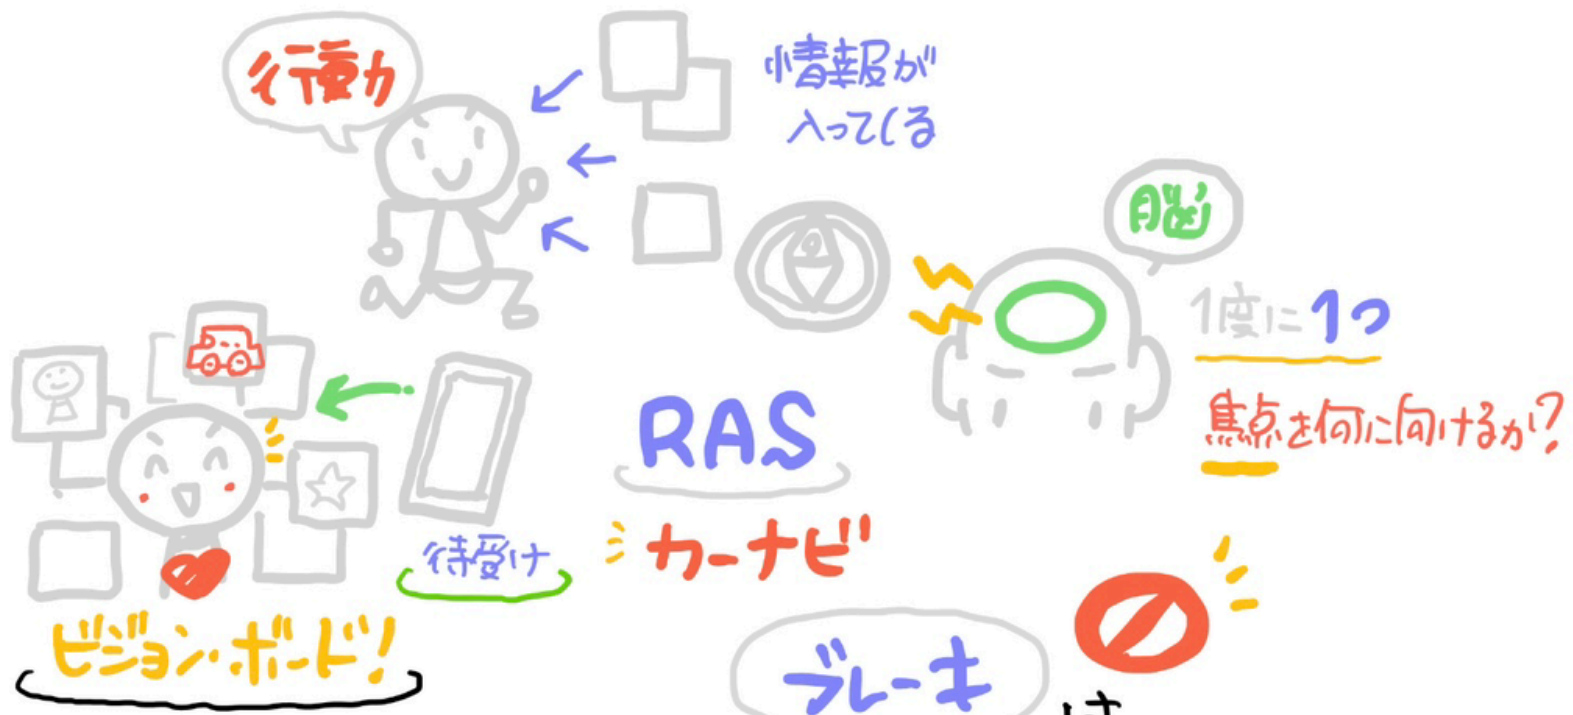 行動
情報が
入ってくる
脳
1度に1つ
焦点を何に向けるか?
RAS
カーナビ
待受け
ビジョン・ボード!
ブレーキ
は